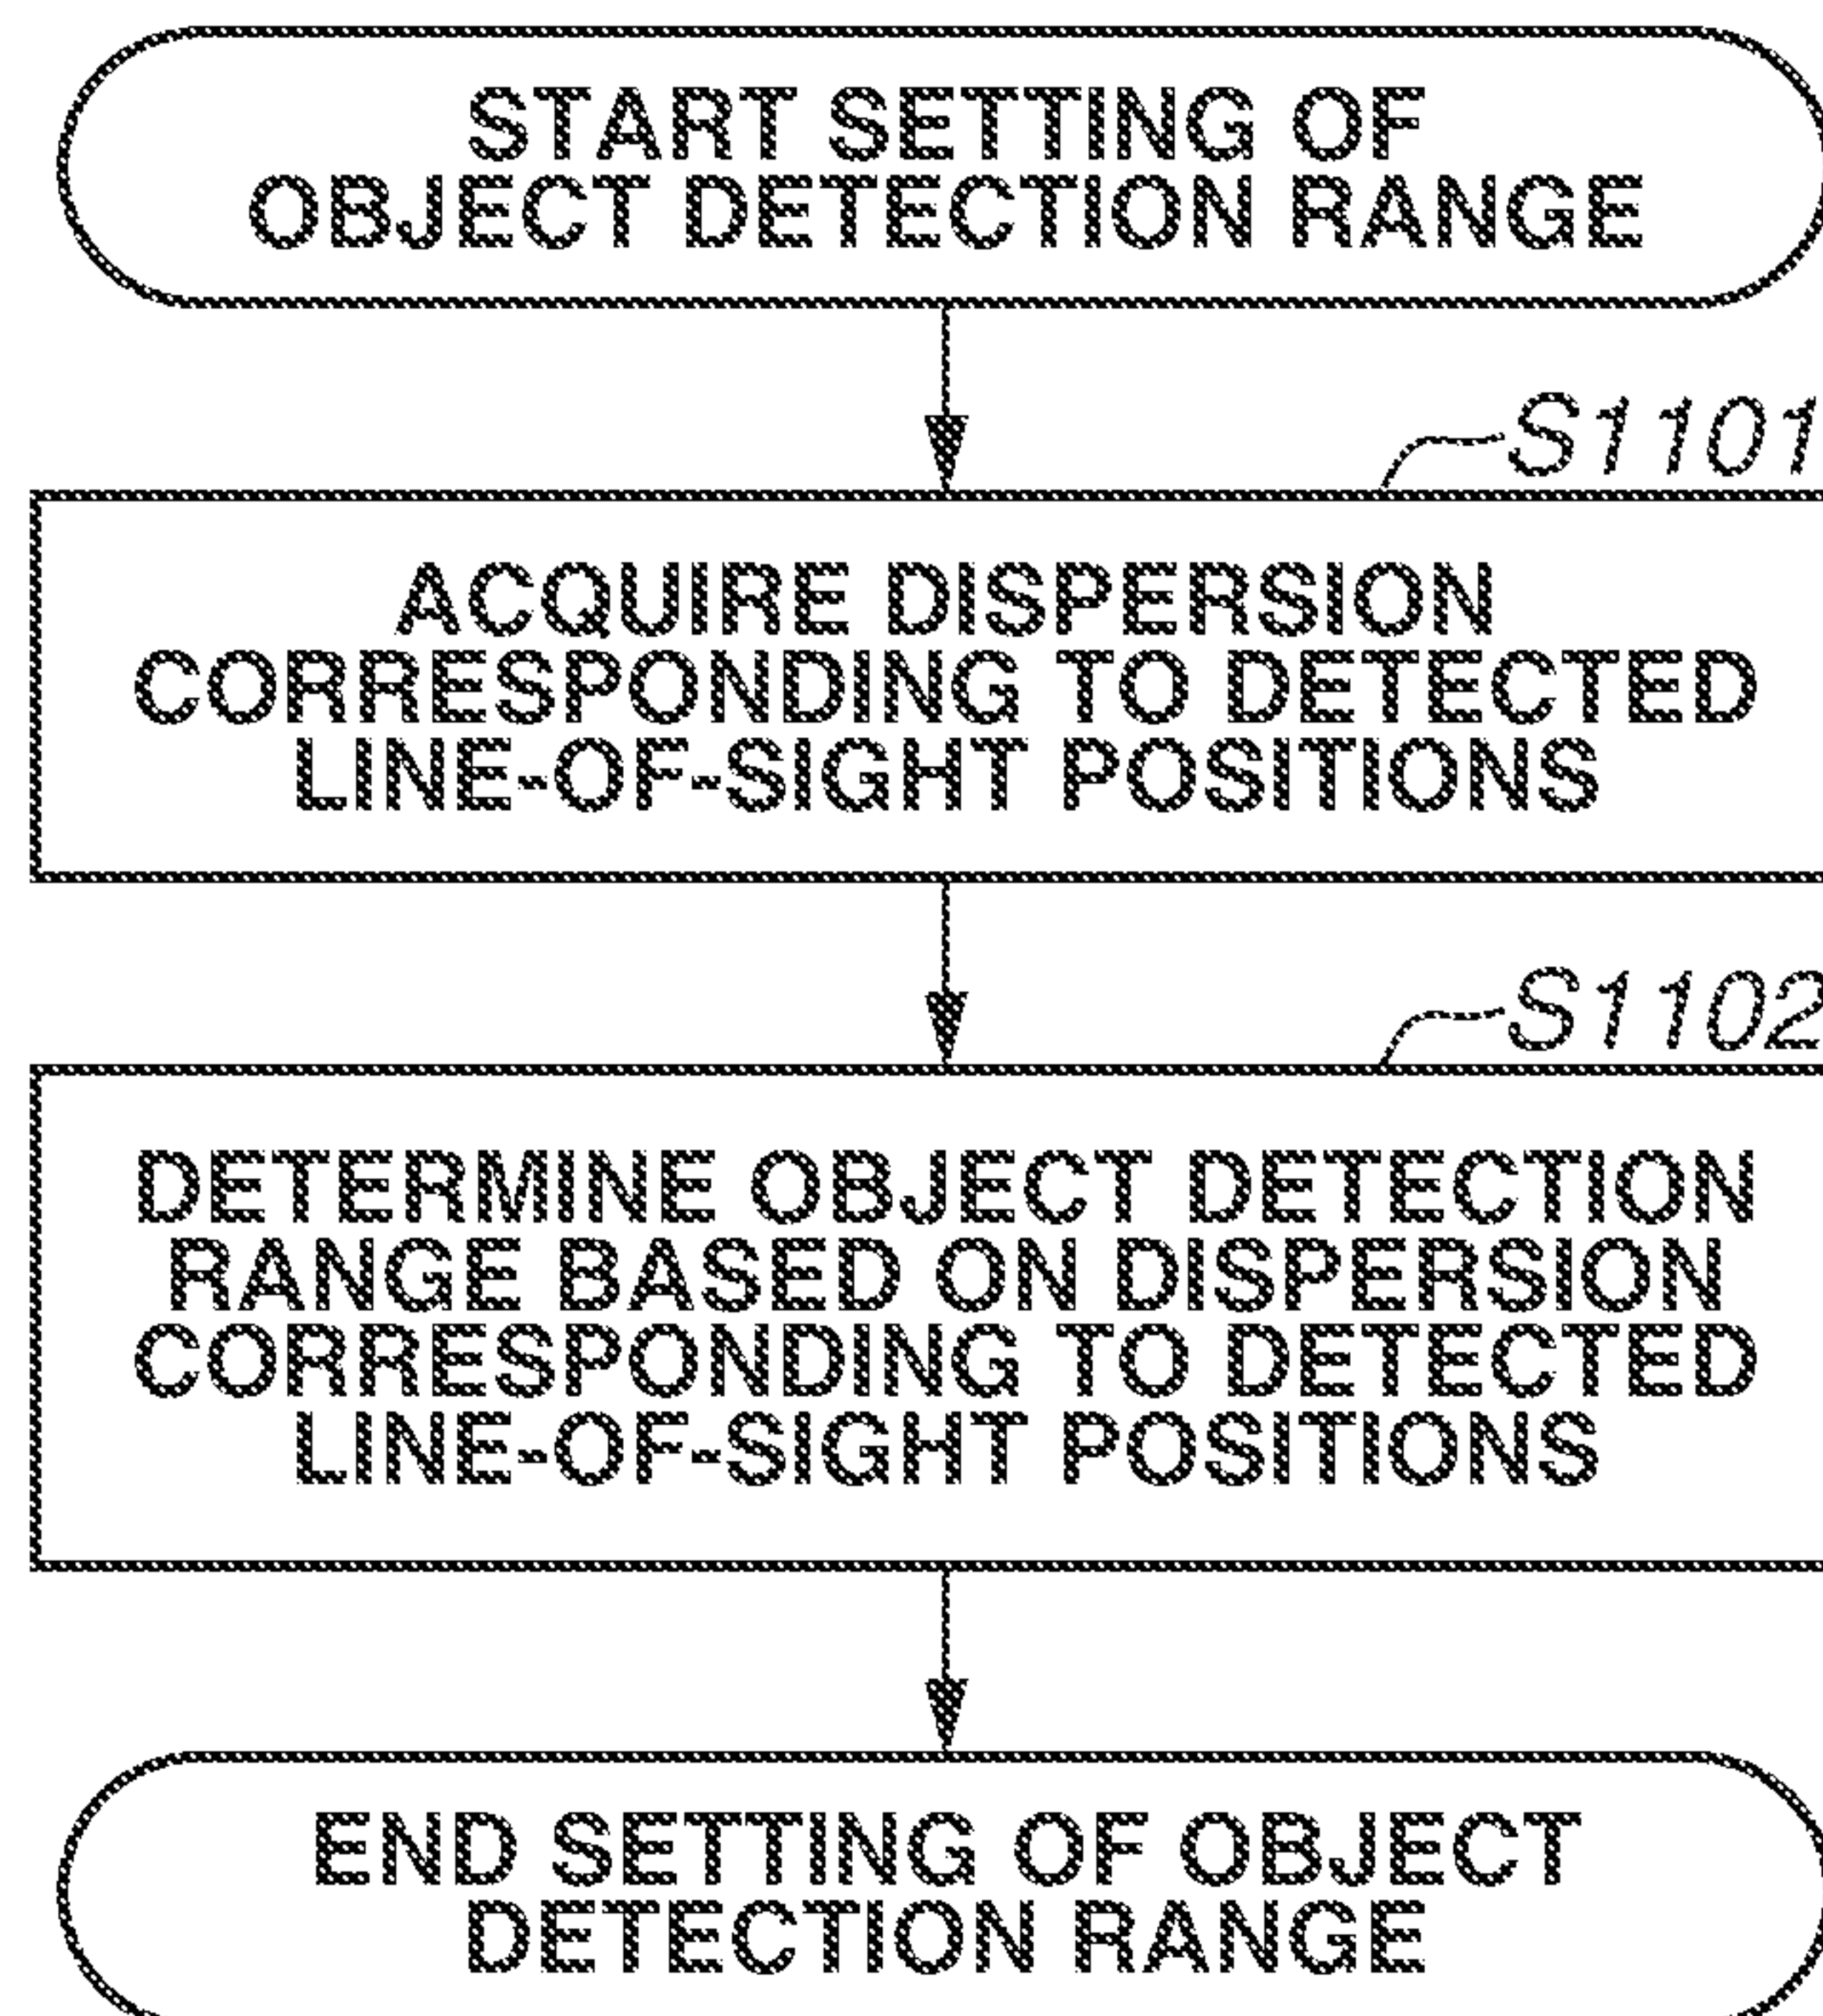 START SETTING OF
OBJECT DETECTION RANGE
S1101
ACQUIRE DISPERSION
CORRESPONDING TO DETECTED
LINE-OF-SIGHT POSITIONS
S1102
DETERMINE OBJECT DETECTION
RANGE BASED ON DISPERSION
CORRESPONDING TO DETECTED
LINE-OF-SIGHT POSITIONS
END SETTING OF OBJECT
DETECTION RANGE